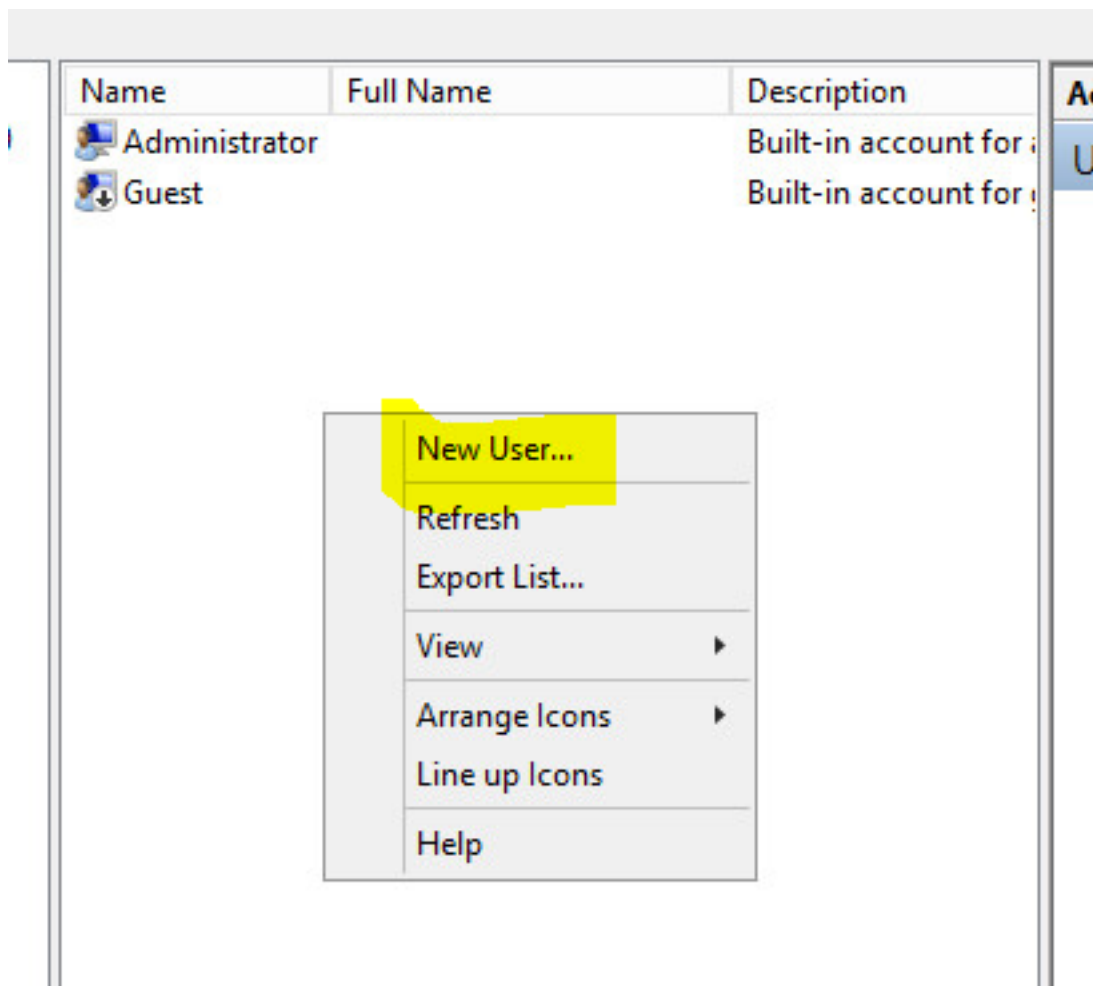 Name Full Name Description
Administrator Built-in account for
Guest Built-in account for
New User...
Refresh
Export List...
View
Arrange Icons
Line up Icons
Help